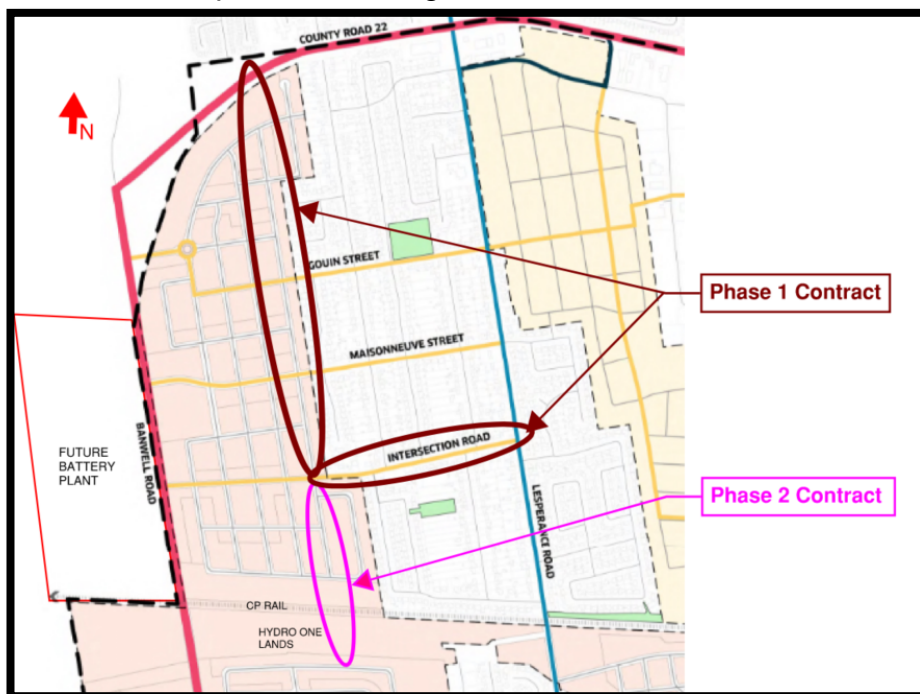 COUNTY ROAD 22
N
GOUIN STREET
Phase 1 Contract
MAISONNEUVE STREET
INTERSECTION ROAD
FUTURE
BATTERY
PLANT
BANWELL ROAD
Phase 2 Contract
LESPERANCE ROAD
CP RAIL
HYDRO ONE
LANDS